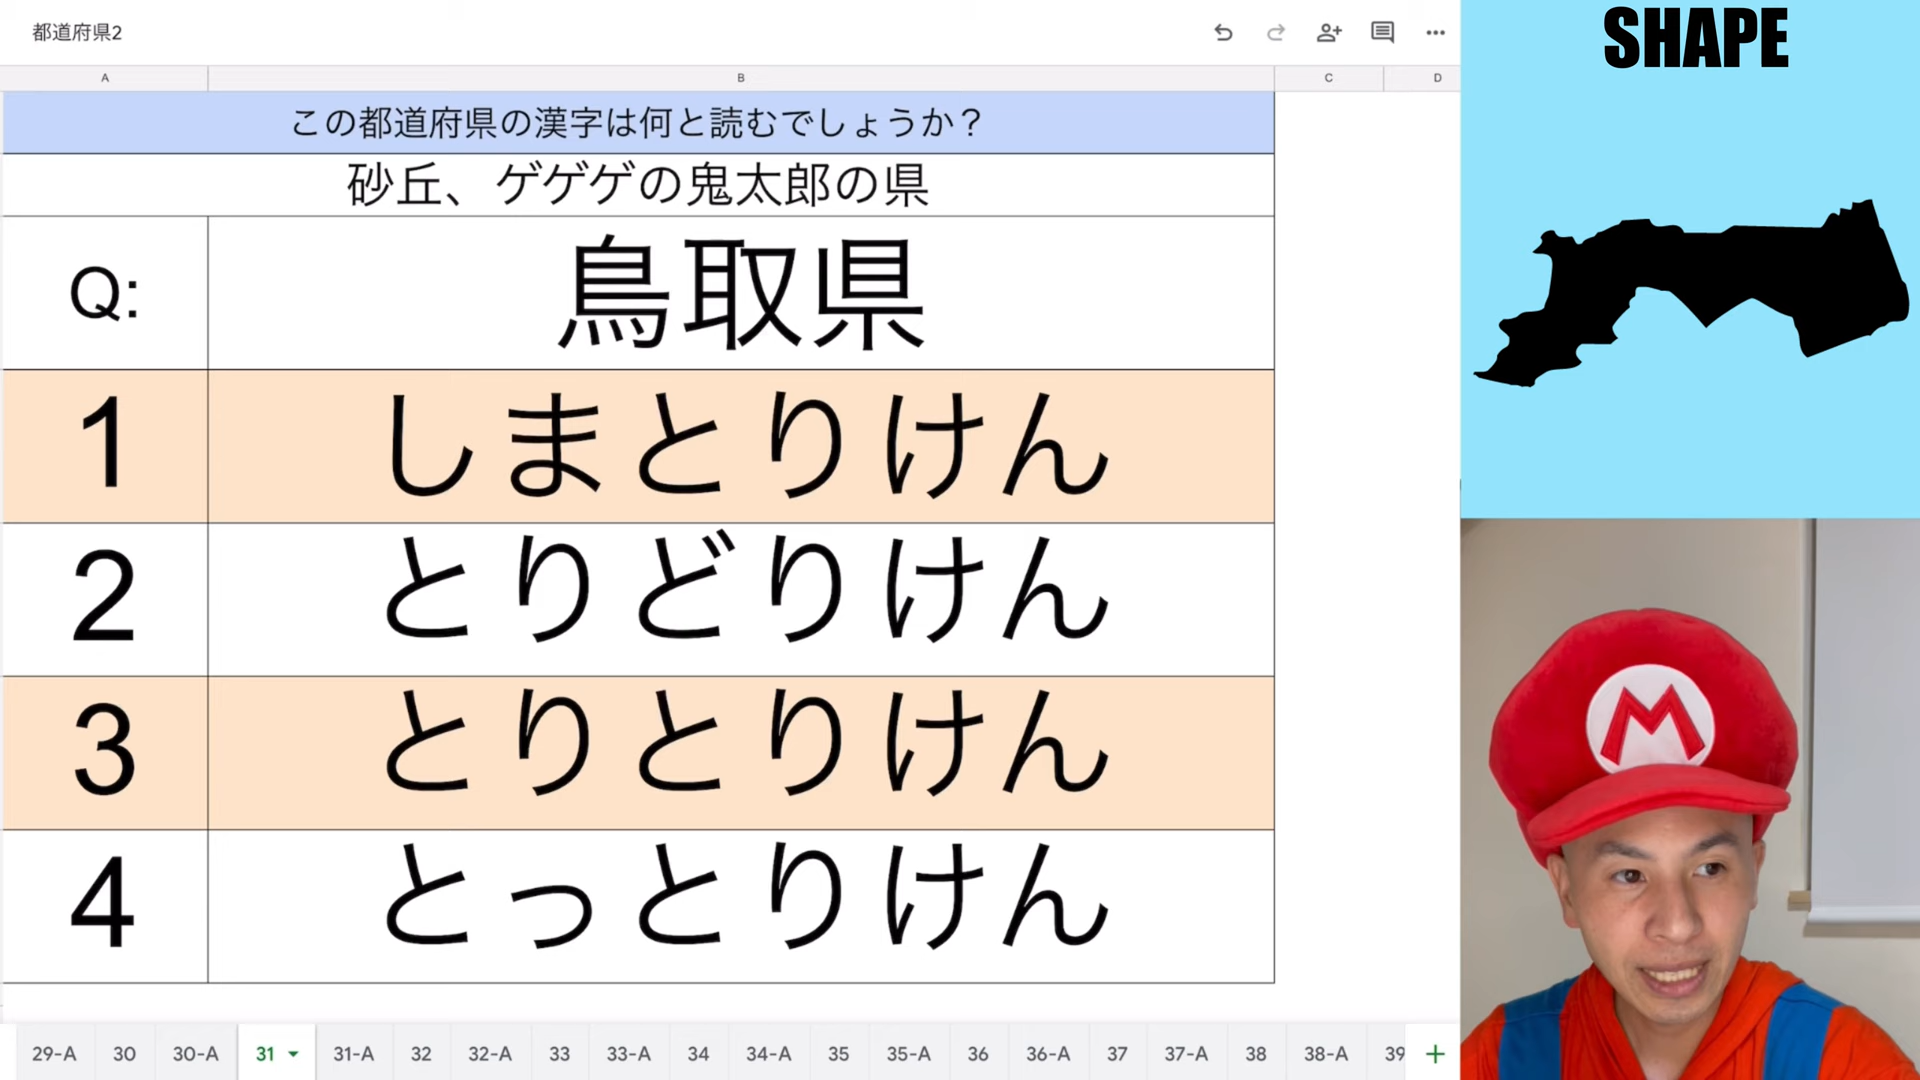 都道府県2
A
B
C
D
この都道府県の漢字は何と読むでしょうか？
砂丘、ゲゲゲの鬼太郎の県
Q:
鳥取県
1
しまとりけん
2
とりどりけん
3
とりとりけん
4
とっとりけん
29-A
30
30-A
31
31-A
32
32-A
33
33-A
34
34-A
35
35-A
36
36-A
37
37-A
38
38-A
39
SHAPE
M